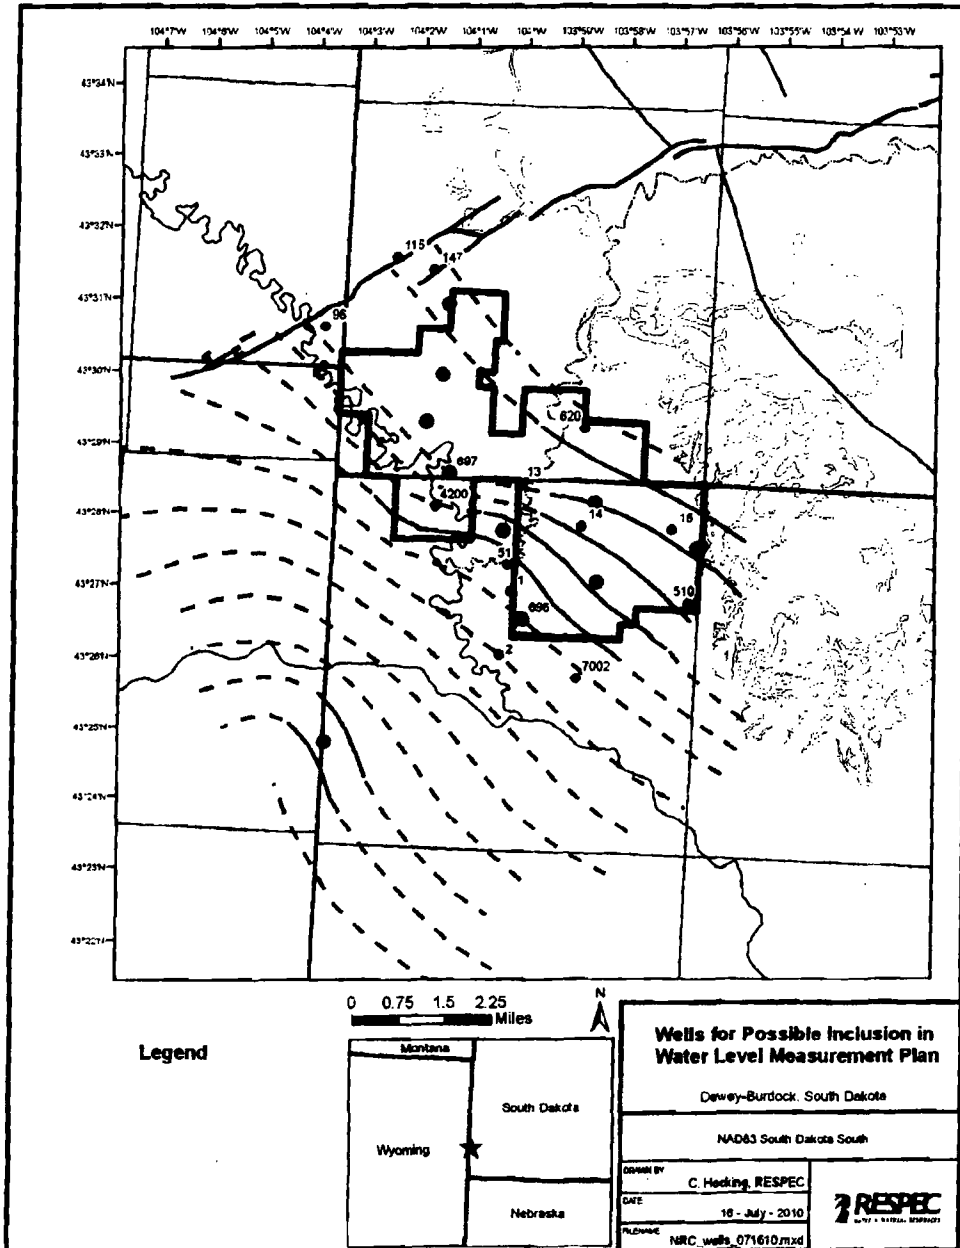 104°7'W 104°6'W 104°5'W 104°4'W 104°3'W 104°2'W 104°1'W 104°W 103°58'W 103°57'W 103°56'W 103°55'W 103°54'W 103°53'W
43°34'N
43°33'N
43°32'N
115
147
43°31'N
96
43°30'N
620
43°29'N
697
13
4200
43°28'N
14
16
51
43°27'N
1
510
696
43°26'N
2
7002
43°25'N
43°24'N
43°23'N
43°22'N
0 0.75 1.5 2.25
Miles
N
Legend
Montana
South Dakota
Wyoming
Nebraska
Wells for Possible Inclusion in
Water Level Measurement Plan
Dewey-Burdock, South Dakota
NAD83 South Dakota South
DRAWN BY
C. Hocking, RESPEC
DATE
16 - July - 2010
FILENAME
NRC_wells_071610.mxd
RESPEC